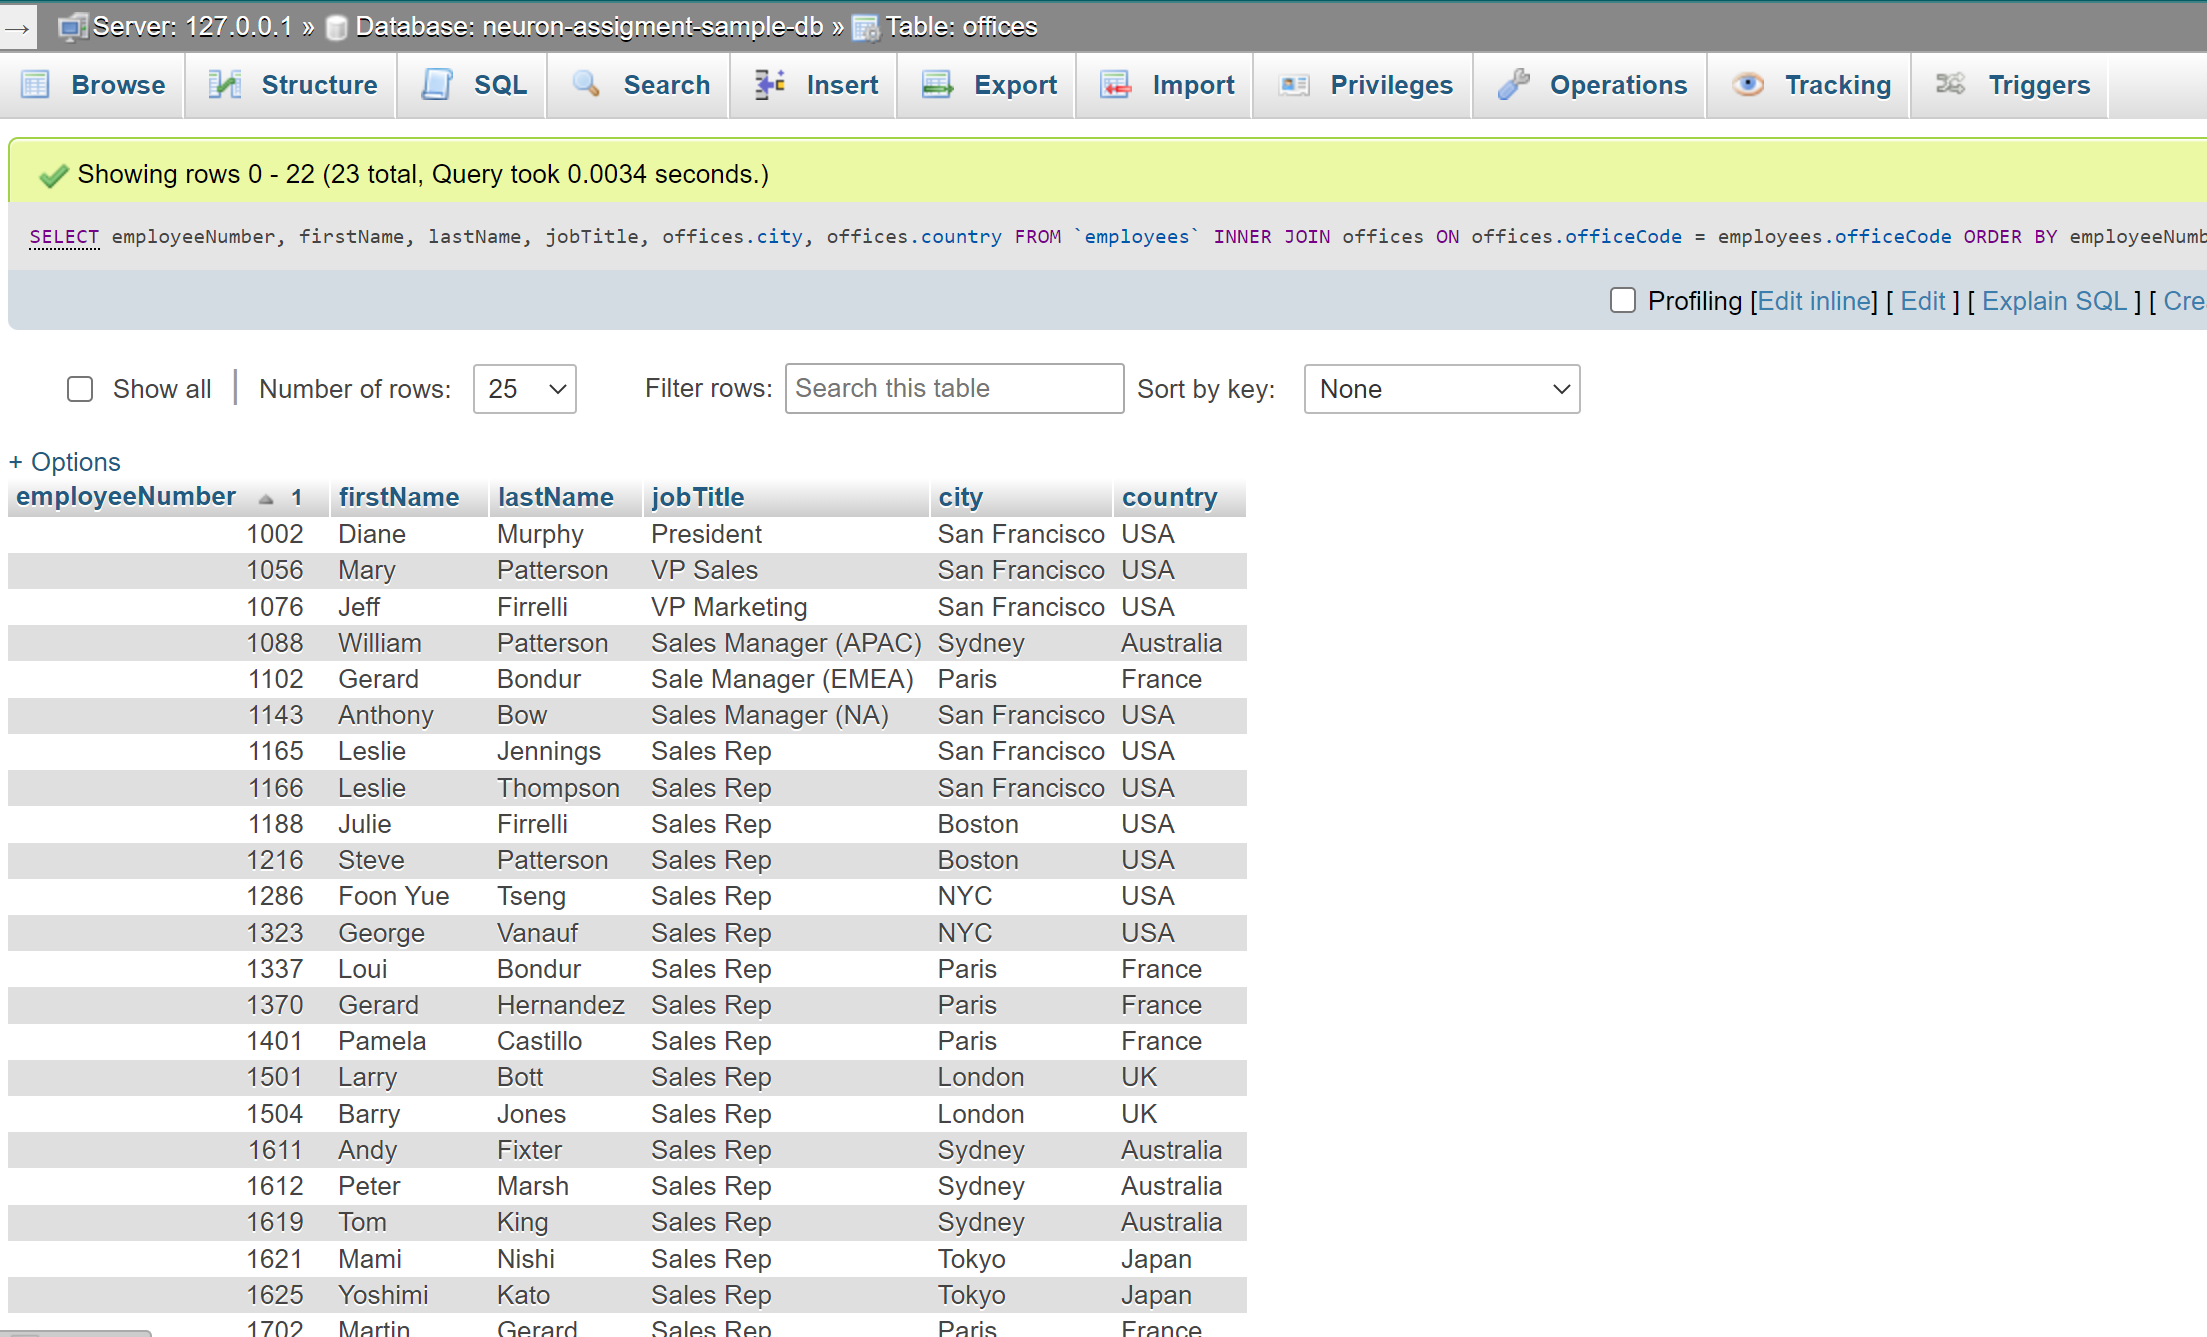 → Server: 127.0.0.1 » Database: neuron-assigment-sample-db » Table: offices
Browse Structure SQL Search Insert Export Import Privileges Operations Tracking Triggers
Showing rows 0 - 22 (23 total, Query took 0.0034 seconds.)
SELECT employeeNumber, firstName, lastName, jobTitle, offices.city, offices.country FROM `employees` INNER JOIN offices ON offices.officeCode = employees.officeCode ORDER BY employeeNumb
Profiling [Edit inline] [ Edit ] [ Explain SQL ] [ Cre
Show all | Number of rows: 25 Filter rows: Search this table Sort by key: None
+ Options
employeeNumber 1 firstName lastName jobTitle city country
1002 Diane Murphy President San Francisco USA
1056 Mary Patterson VP Sales San Francisco USA
1076 Jeff Firrelli VP Marketing San Francisco USA
1088 William Patterson Sales Manager (APAC) Sydney Australia
1102 Gerard Bondur Sale Manager (EMEA) Paris France
1143 Anthony Bow Sales Manager (NA) San Francisco USA
1165 Leslie Jennings Sales Rep San Francisco USA
1166 Leslie Thompson Sales Rep San Francisco USA
1188 Julie Firrelli Sales Rep Boston USA
1216 Steve Patterson Sales Rep Boston USA
1286 Foon Yue Tseng Sales Rep NYC USA
1323 George Vanauf Sales Rep NYC USA
1337 Loui Bondur Sales Rep Paris France
1370 Gerard Hernandez Sales Rep Paris France
1401 Pamela Castillo Sales Rep Paris France
1501 Larry Bott Sales Rep London UK
1504 Barry Jones Sales Rep London UK
1611 Andy Fixter Sales Rep Sydney Australia
1612 Peter Marsh Sales Rep Sydney Australia
1619 Tom King Sales Rep Sydney Australia
1621 Mami Nishi Sales Rep Tokyo Japan
1625 Yoshimi Kato Sales Rep Tokyo Japan
1702 Martin Gerard Sales Rep Paris France